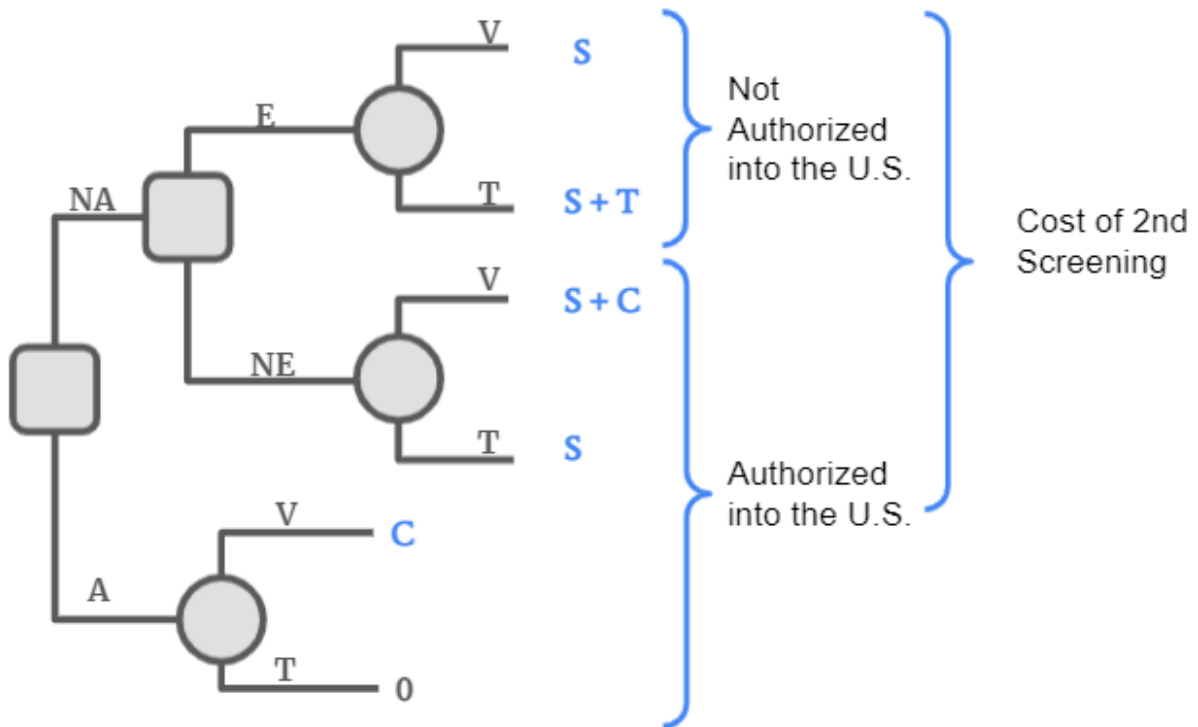 V
S
Not
Authorized
into the U.S.
E
NA
T
S + T
Cost of 2nd
Screening
V
S + C
NE
T
S
Authorized
into the U.S.
V
C
A
T
0